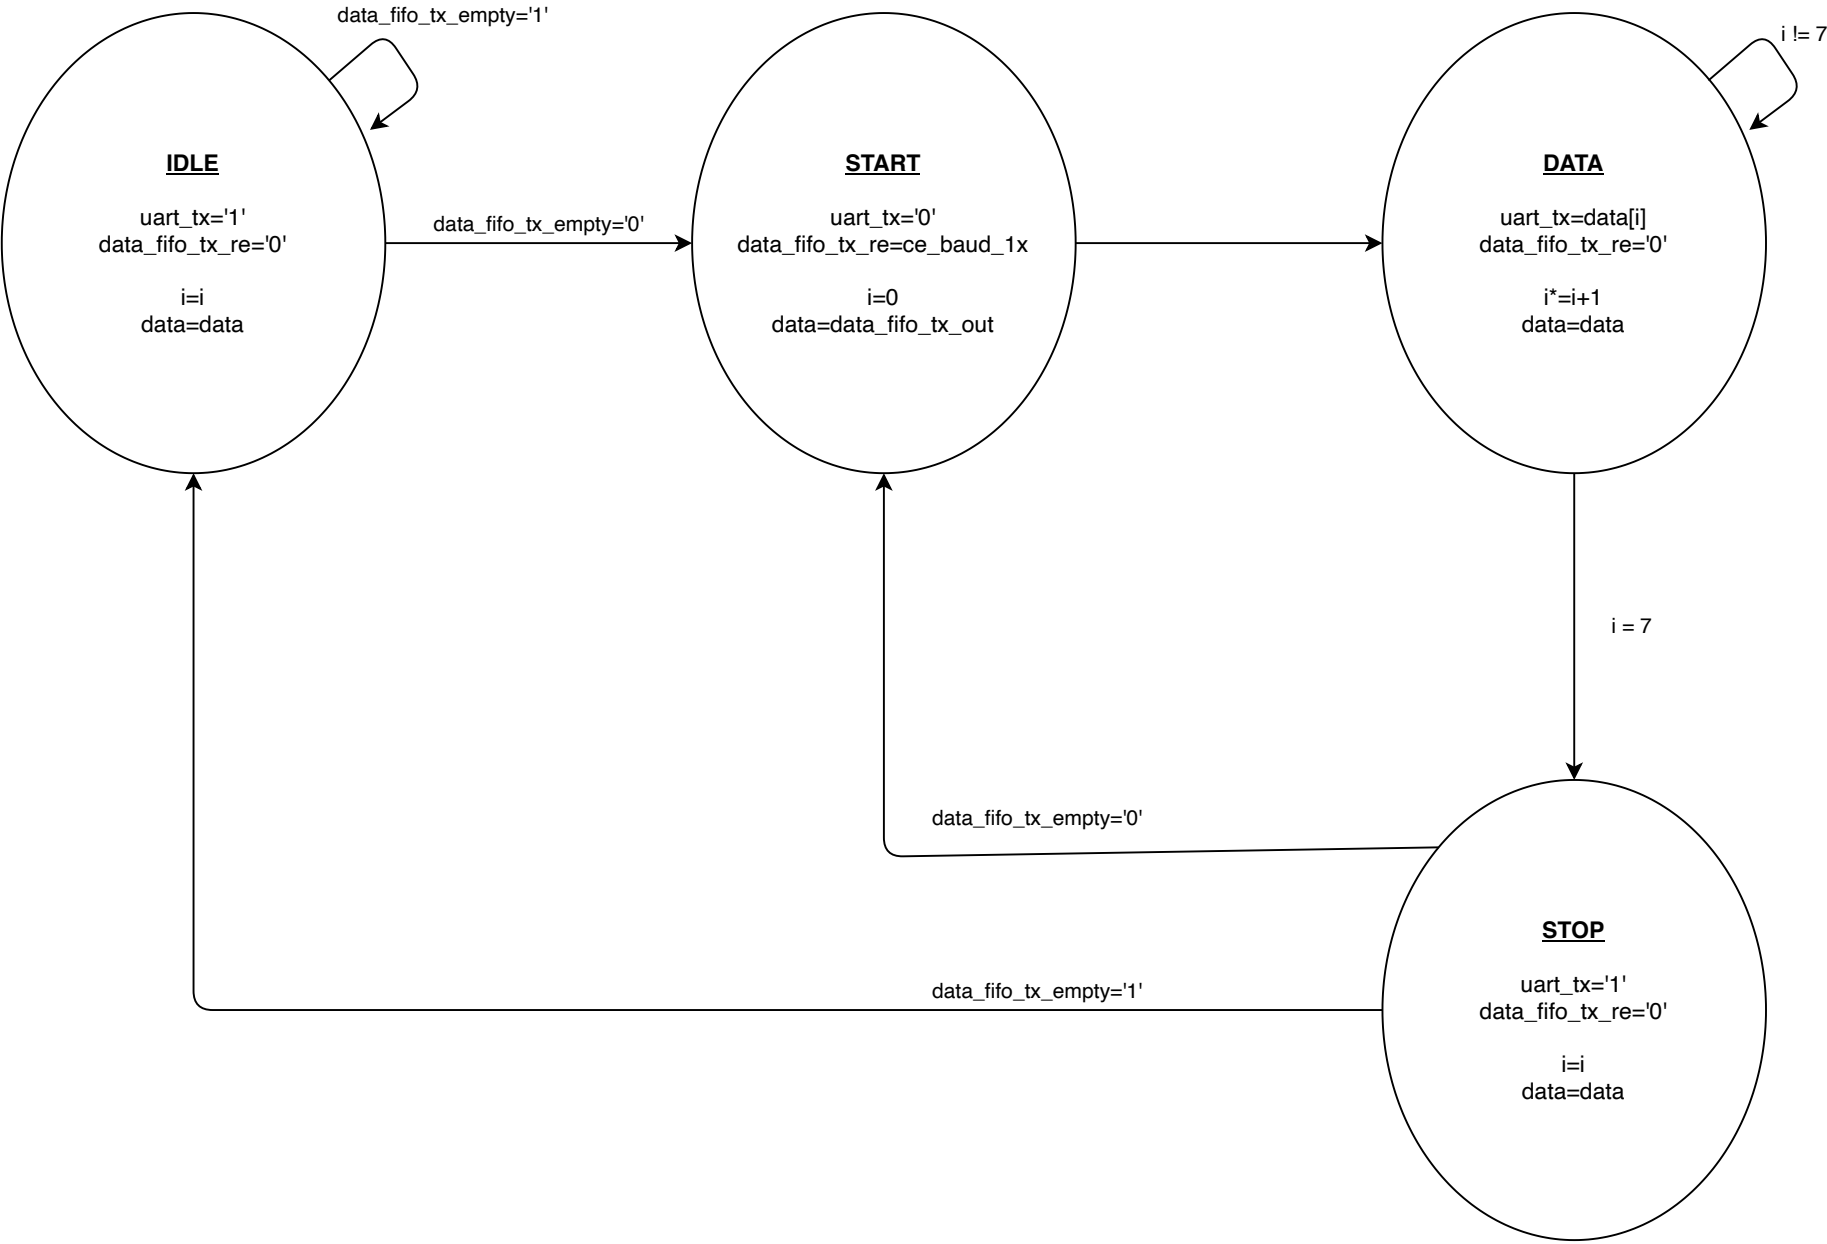 data_fifo_tx_empty='1'
i != 7
IDLE
uart_tx='1'
data_fifo_tx_re='0'
i=i
data=data
data_fifo_tx_empty='0'
START
uart_tx='0'
data_fifo_tx_re=ce_baud_1x
i=0
data=data_fifo_tx_out
DATA
uart_tx=data[i]
data_fifo_tx_re='0'
i*=i+1
data=data
i = 7
data_fifo_tx_empty='0'
data_fifo_tx_empty='1'
STOP
uart_tx='1'
data_fifo_tx_re='0'
i=i
data=data